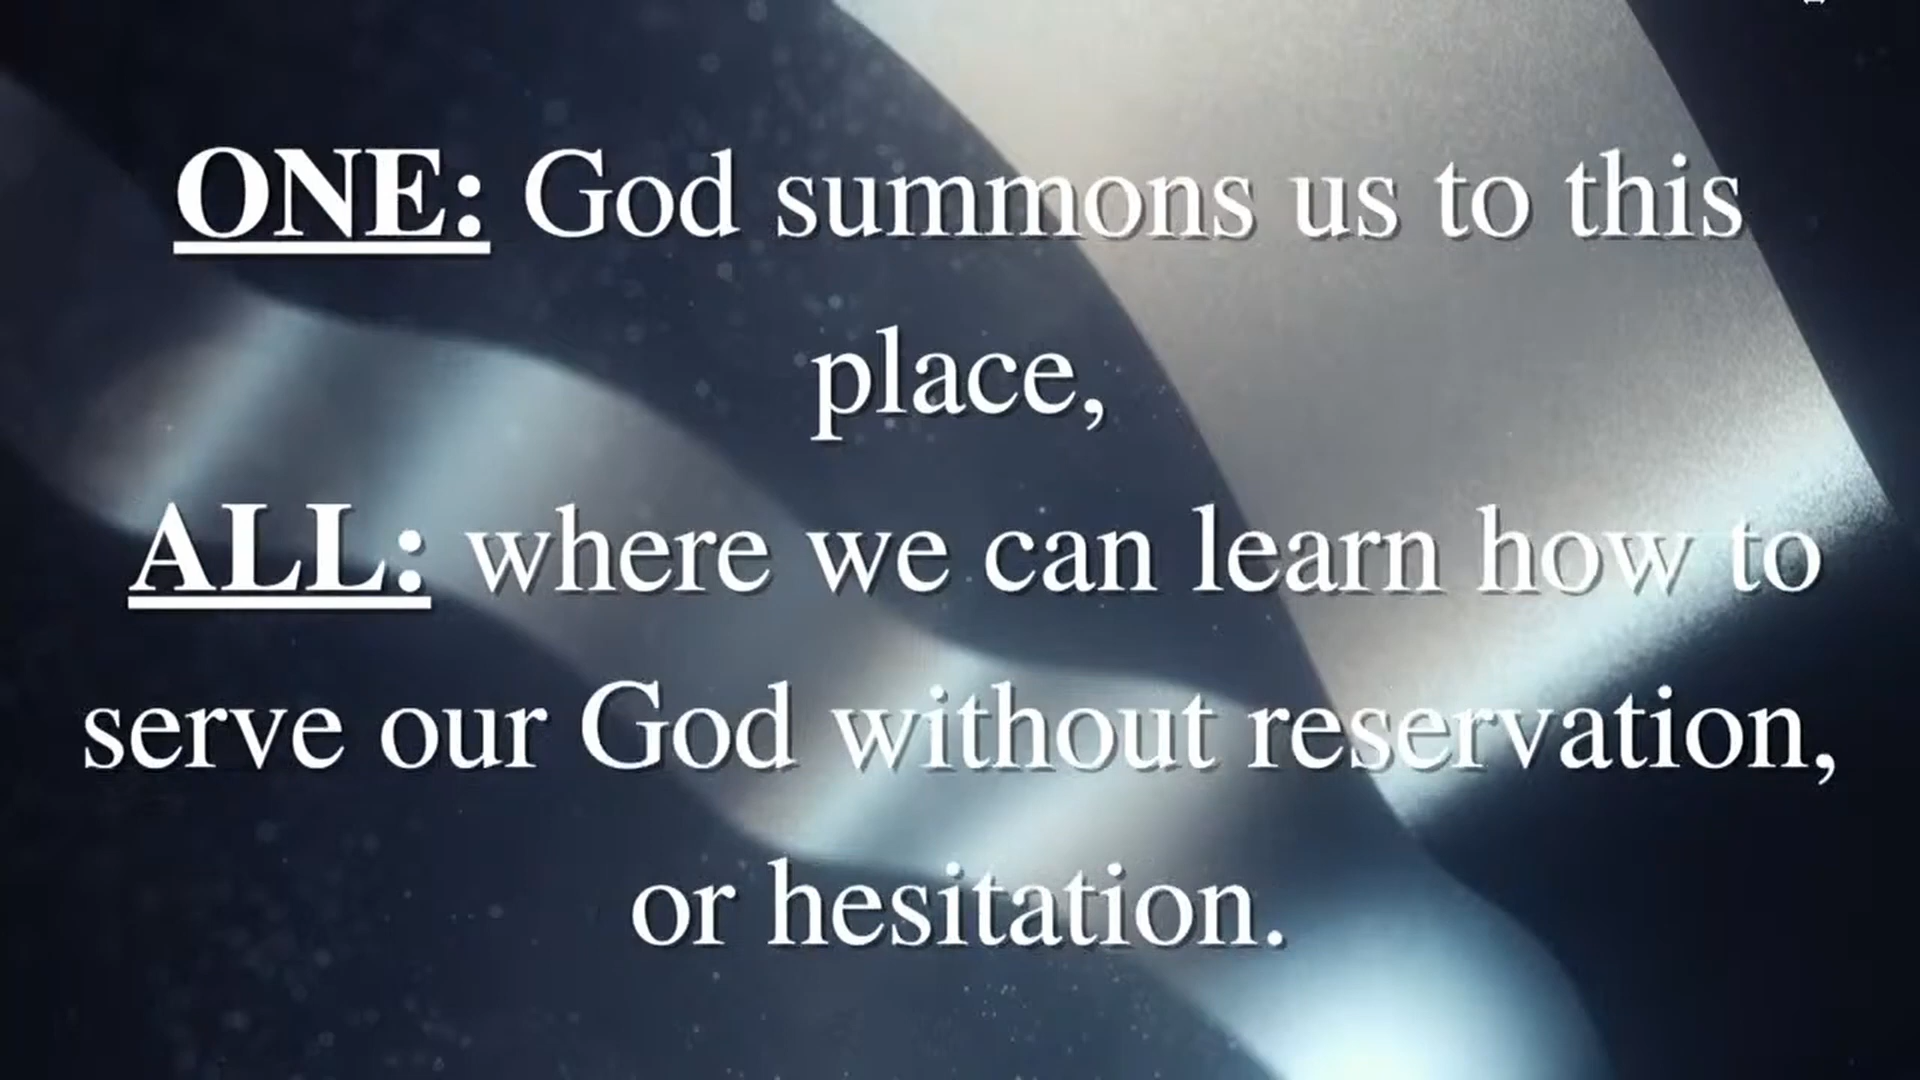 ONE: God summons us to this
place,
ALL: where we can learn how to
serve our God without reservation,
or hesitation.